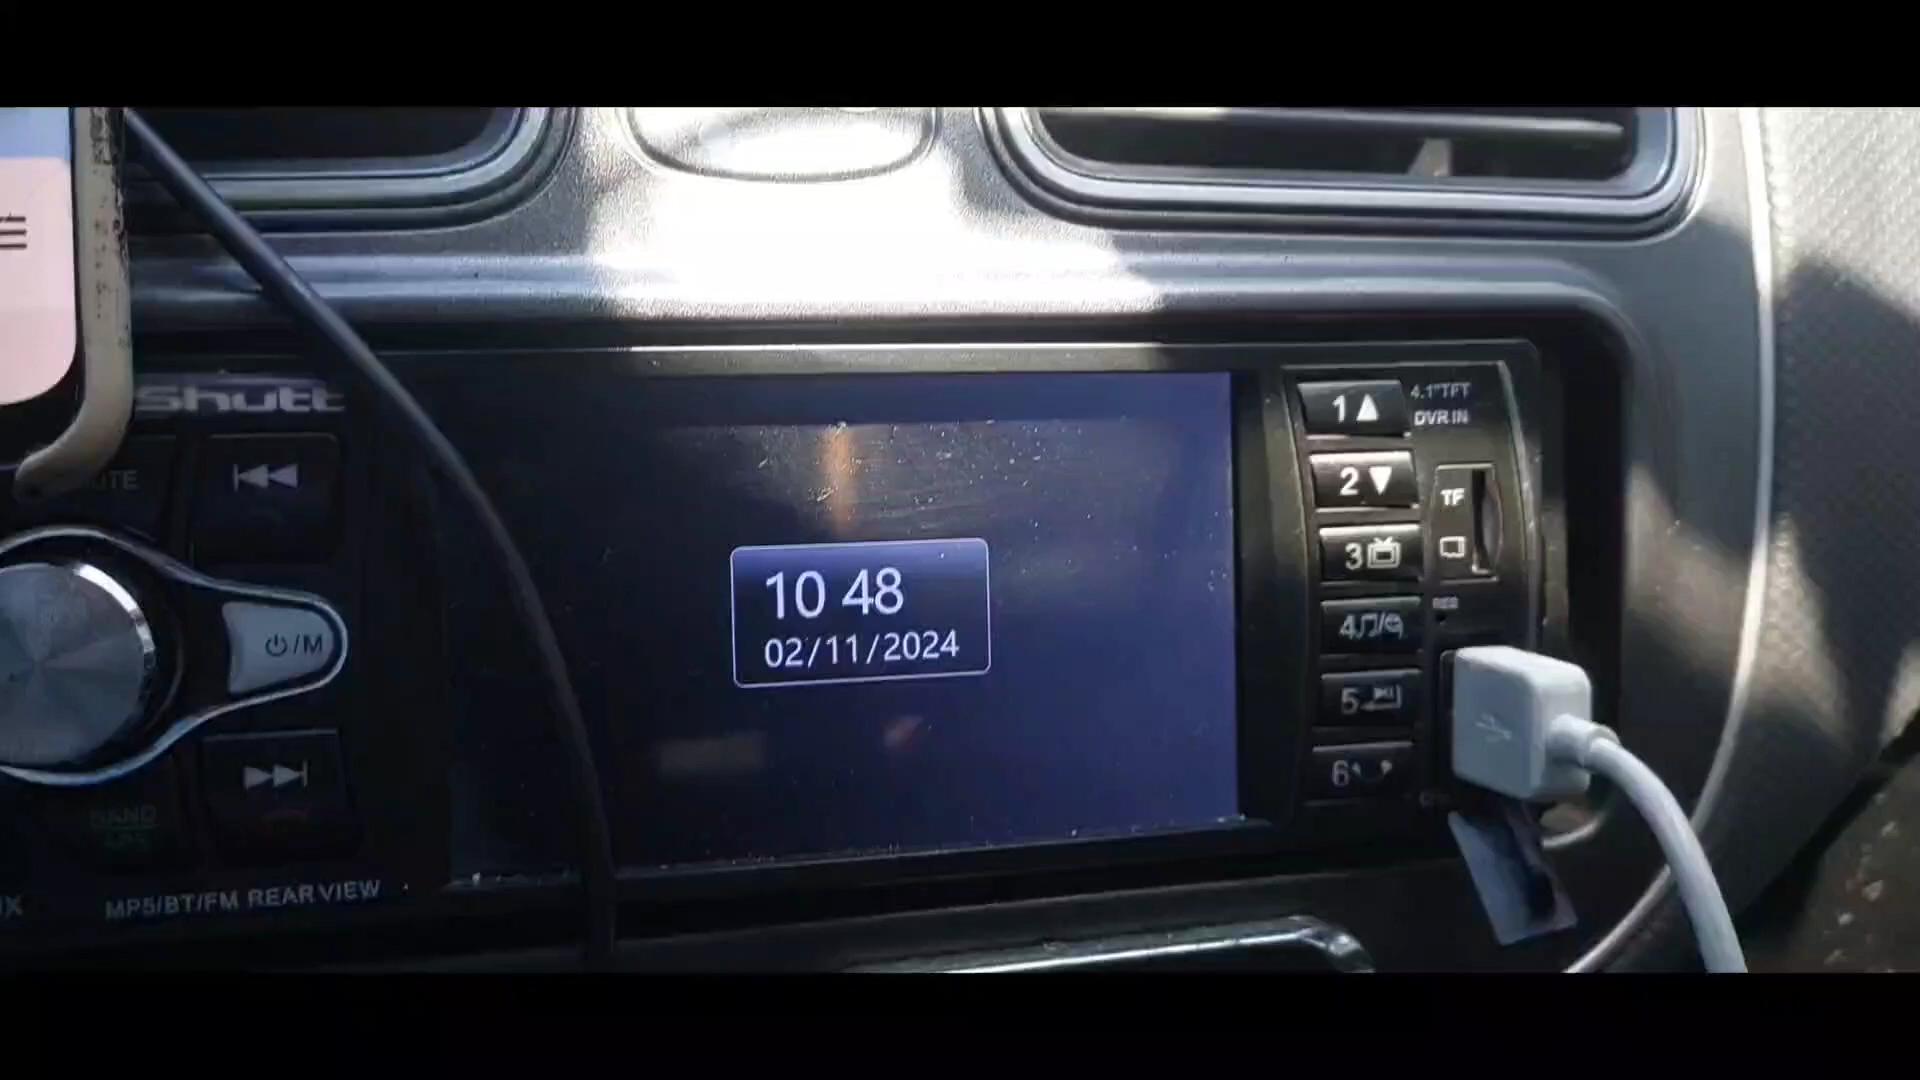 Shutt
10 48
02/11/2024
⏻/M
MP5/BT/FM REAR VIEW
1▲
2▼
3
4
5
6
4.1"TFT
DVR IN
TF
RES